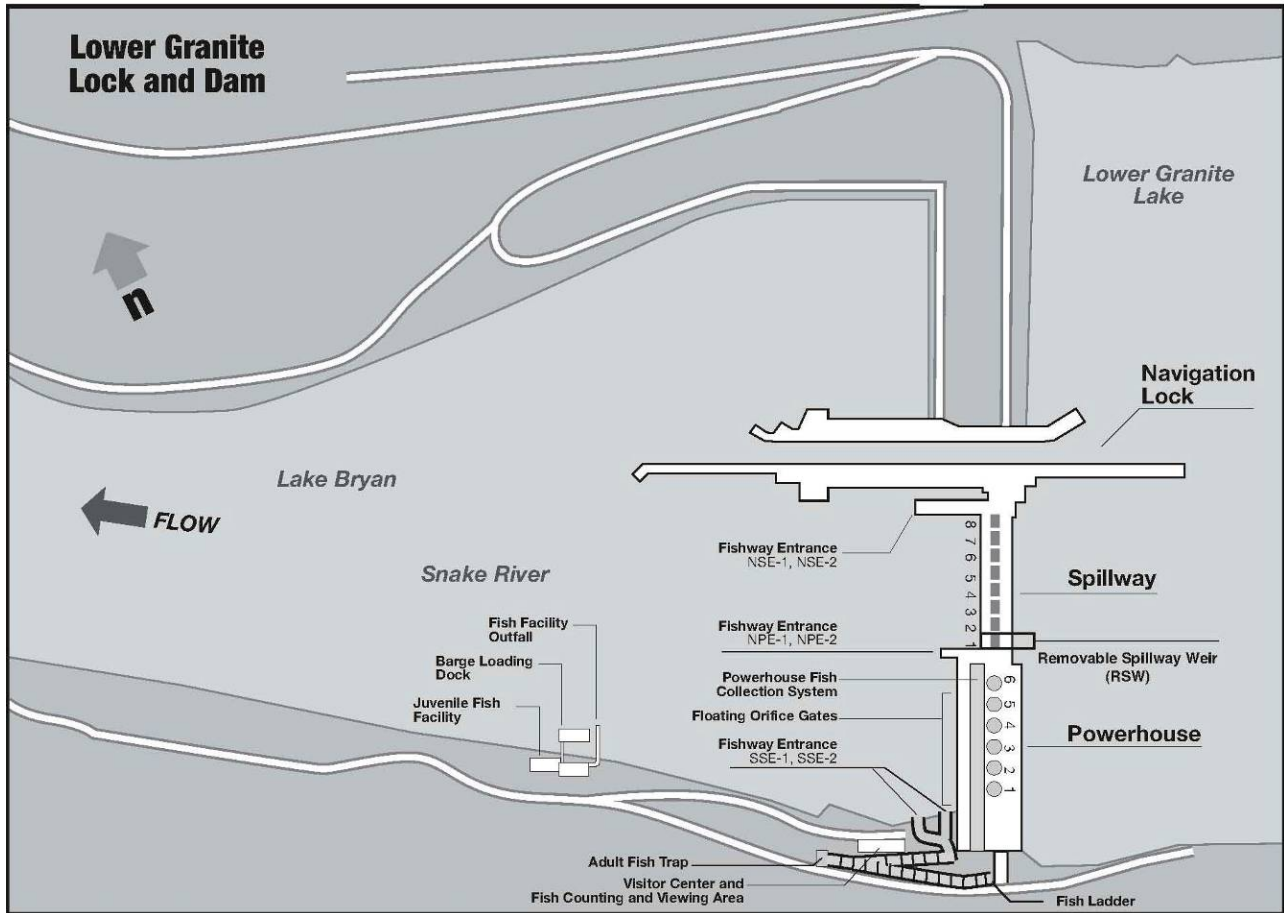 Lower Granite
Lock and Dam
Lower Granite
Lake
n
Navigation
Lock
Lake Bryan
FLOW
Snake River
Fishway Entrance
NSE-1, NSE-2
8
7
6
5
4
3
2
1
Spillway
Fish Facility
Outfall
Barge Loading
Dock
Juvenile Fish
Facility
Fishway Entrance
NPE-1, NPE-2
Removable Spillway Weir
(RSW)
Powerhouse Fish
Collection System
Floating Orifice Gates
Fishway Entrance
SSE-1, SSE-2
6
5
4
3
2
1
Powerhouse
Adult Fish Trap
Visitor Center and
Fish Counting and Viewing Area
Fish Ladder